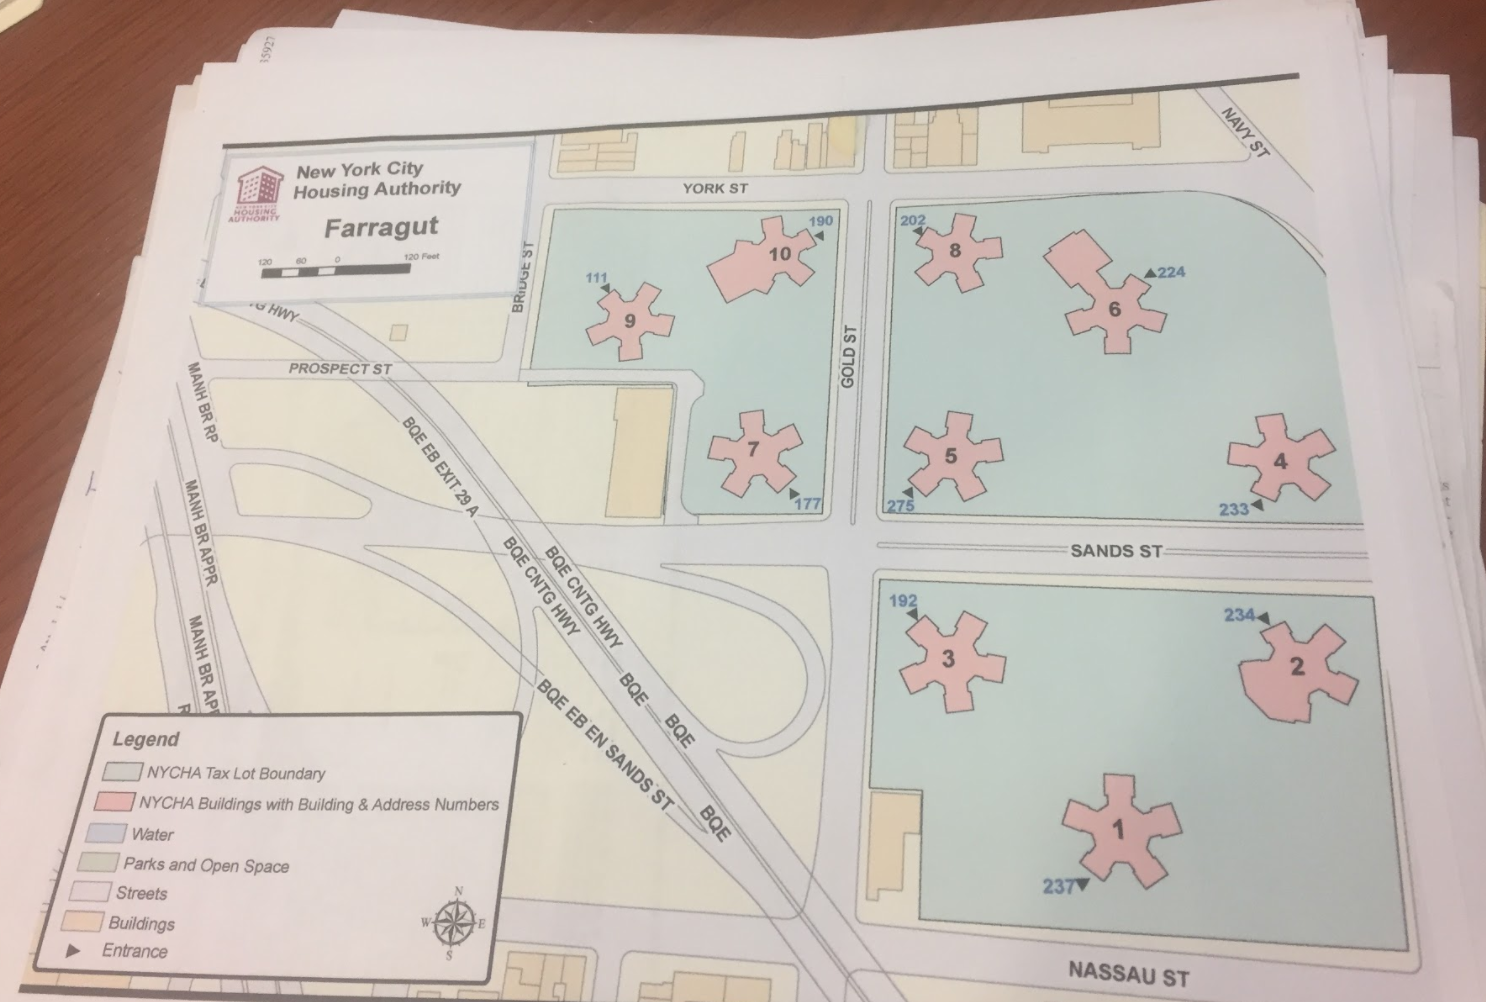 15927
New York City
Housing Authority
NEW YORK CITY
HOUSING
AUTHORITY
Farragut
120 60 0 120 Feet
NAVY ST
YORK ST
BRIDGE ST
190
10
202
8
224
6
111
9
GOLD ST
G HWY
PROSPECT ST
MANH BR RP
BQE EB EXIT 29 A
7
177
5
275
4
233
MANH BR APPR
BQE CNTG HWY
BQE CNTG HWY
SANDS ST
192
3
234
2
MANH BR APP
BQE
BQE
BQE EB EN SANDS ST
BQE
1
237
NASSAU ST
Legend
NYCHA Tax Lot Boundary
NYCHA Buildings with Building & Address Numbers
Water
Parks and Open Space
Streets
Buildings
Entrance
N
W E
S